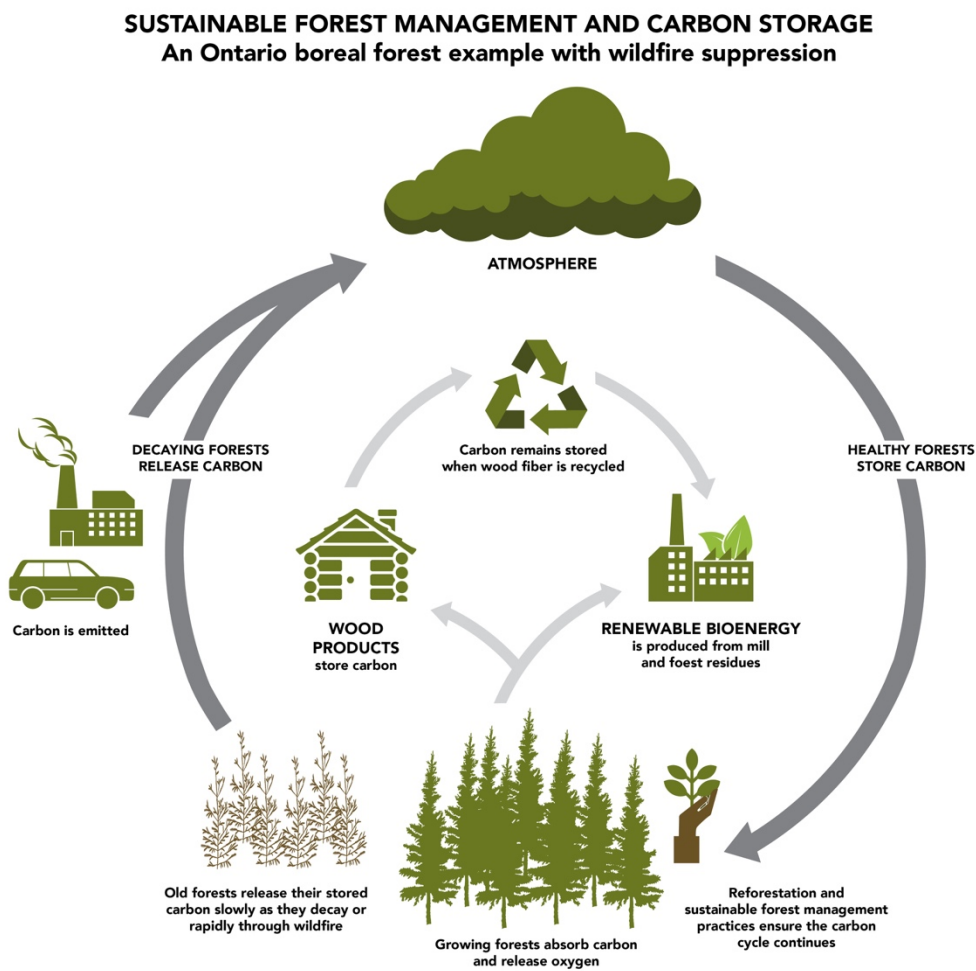 SUSTAINABLE FOREST MANAGEMENT AND CARBON STORAGE
An Ontario boreal forest example with wildfire suppression
ATMOSPHERE
Carbon remains stored
when wood fiber is recycled
DECAYING FORESTS
RELEASE CARBON
HEALTHY FORESTS
STORE CARBON
Carbon is emitted
WOOD
PRODUCTS
store carbon
RENEWABLE BIOENERGY
is produced from mill
and foest residues
Old forests release their stored
carbon slowly as they decay or
rapidly through wildfire
Growing forests absorb carbon
and release oxygen
Reforestation and
sustainable forest management
practices ensure the carbon
cycle continues